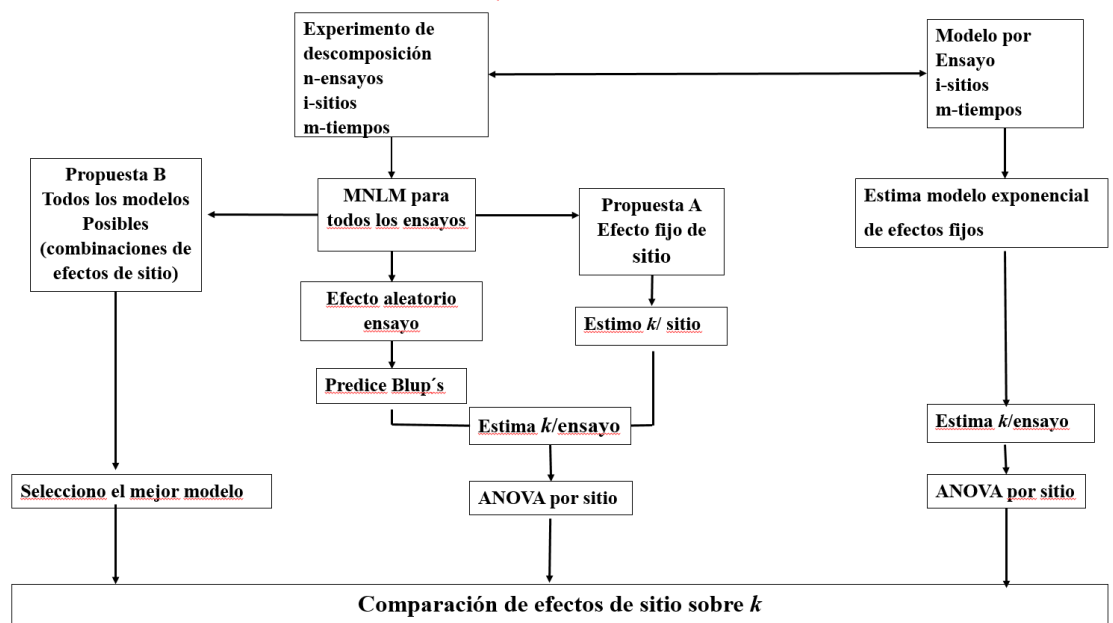 Experimento de
descomposición
n-ensayos
i-sitios
m-tiempos
Modelo por
Ensayo
i-sitios
m-tiempos
Propuesta B
Todos los modelos
Posibles
(combinaciones de
efectos de sitio)
MNLM para
todos los ensayos
Propuesta A
Efecto fijo de
sitio
Estima modelo exponencial
de efectos fijos
Efecto aleatorio
ensayo
Estimo k/ sitio
Predice Blup´s
Estima k/ensayo
Estima k/ensayo
Selecciono el mejor modelo
ANOVA por sitio
ANOVA por sitio
Comparación de efectos de sitio sobre k